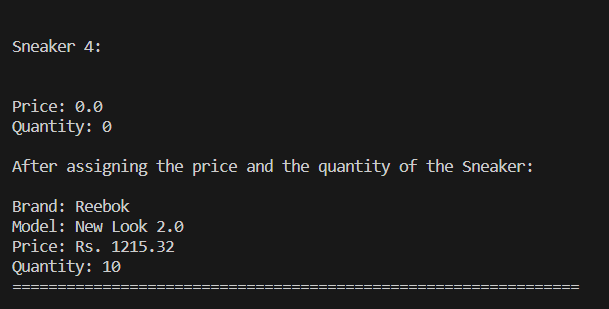 Sneaker 4:
Price: 0.0
Quantity: 0
After assigning the price and the quantity of the Sneaker:
Brand: Reebok
Model: New Look 2.0
Price: Rs. 1215.32
Quantity: 10
===============================================================